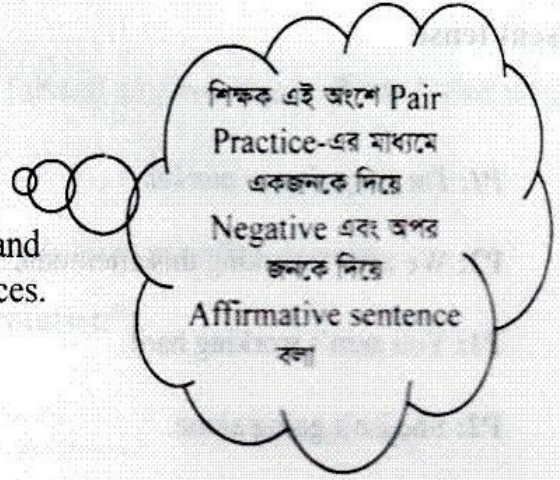 শিক্ষক এই অংশে Pair
Practice-এর মাধ্যমে
একজনকে দিয়ে
Negative এবং অপর
জনকে দিয়ে
Affirmative sentence
বলা
and
ces.